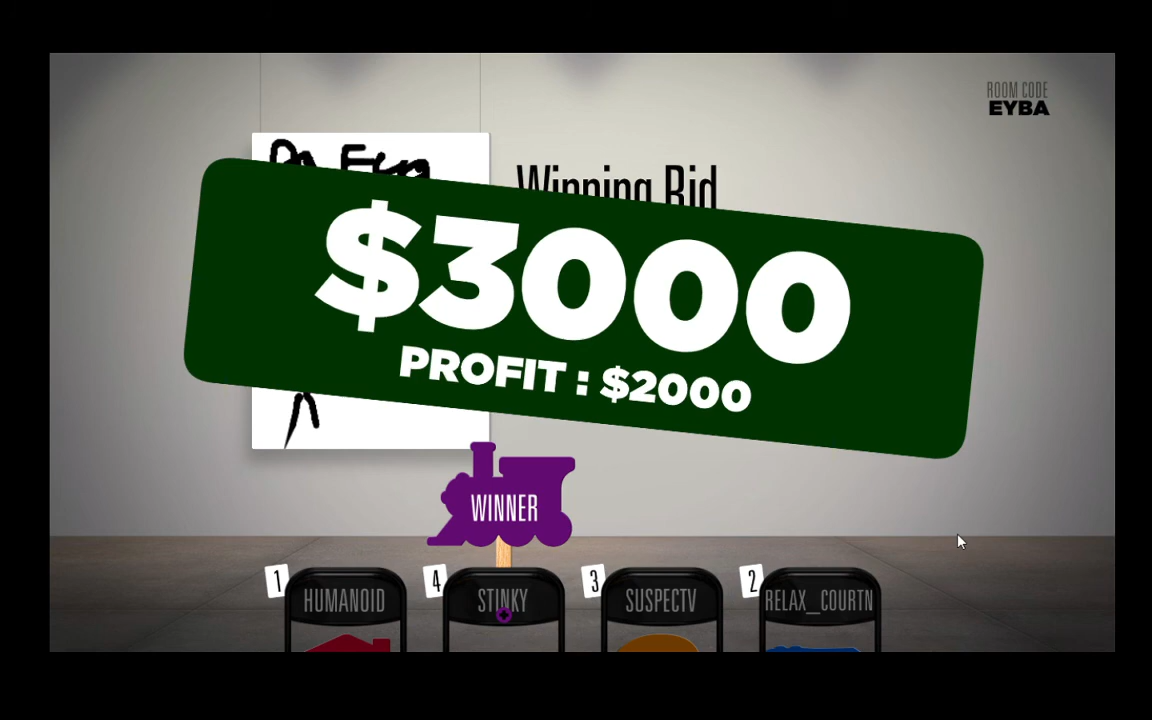 ROOM CODE
EYBA
Winning Bid
$3000
PROFIT : $2000
WINNER
1
HUMANOID
4
STINKY
3
SUSPECTV
2
RELAX_COURTN